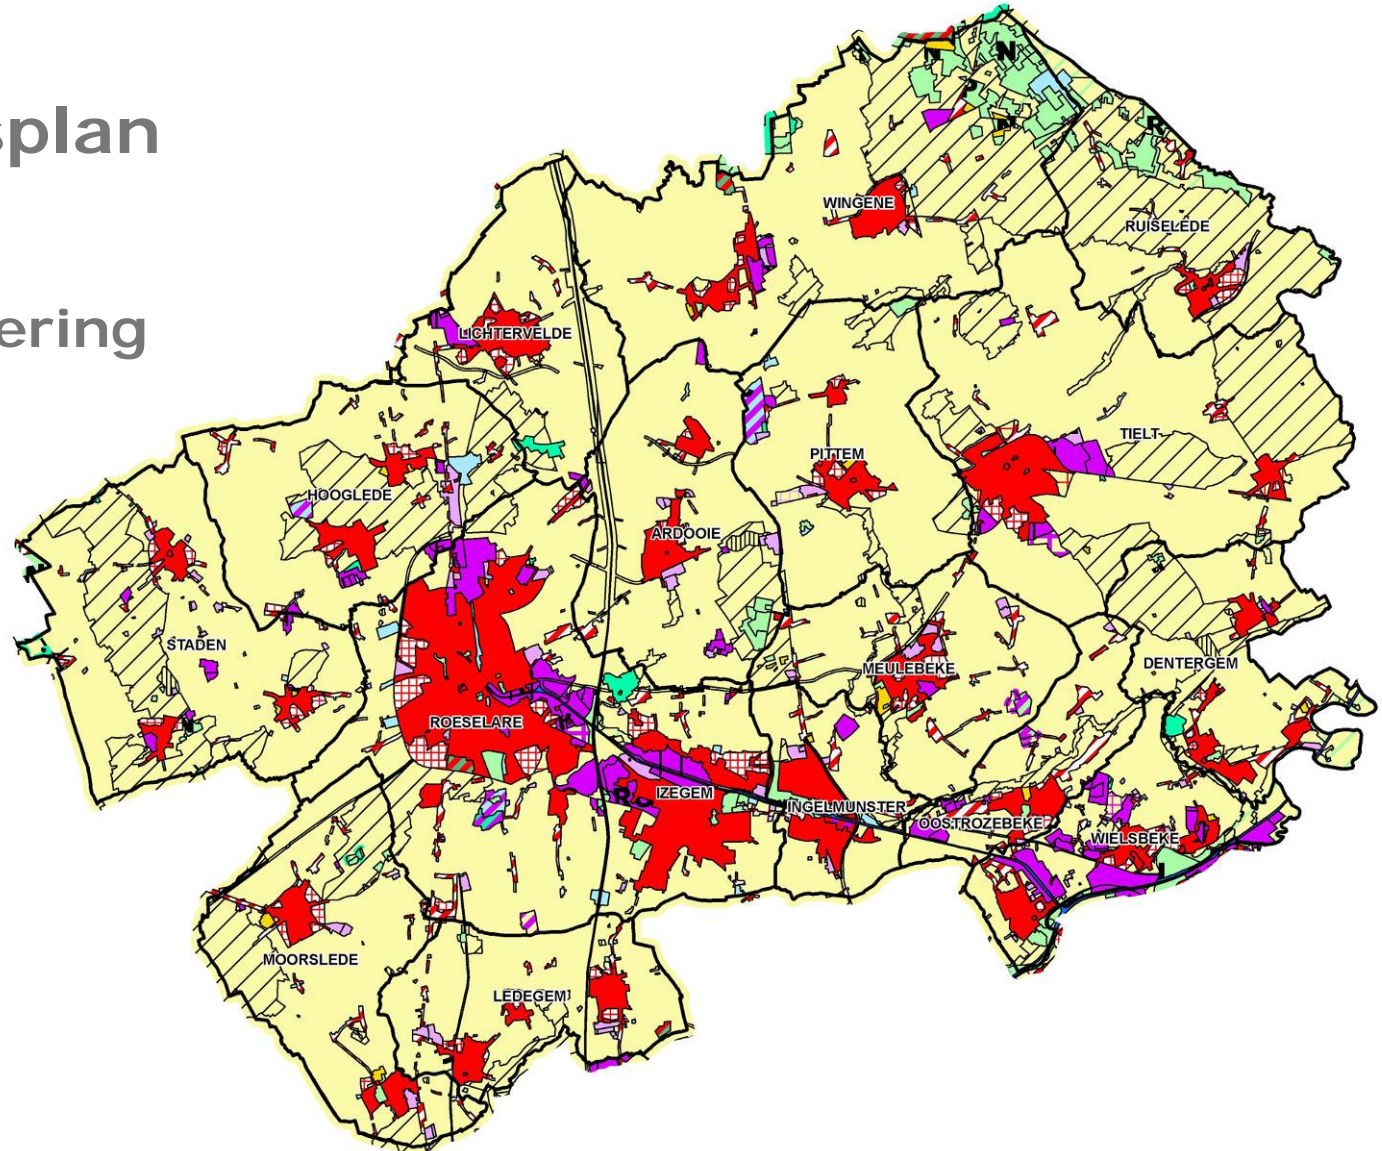 splan
ering
N
N
P
N
R
WINGENE
RUISELEDE
LICHTERVELDE
TIELT
PITTEM
HOOGLEDE
ARDOOIE
STADEN
DENTERGEM
MEULEBEKE
N
ROESELARE
R
IZEGEM
INGELMUNSTER
OOSTROZEBEKE
WIELSBEKE
MOORSLEDE
LEDEGEM